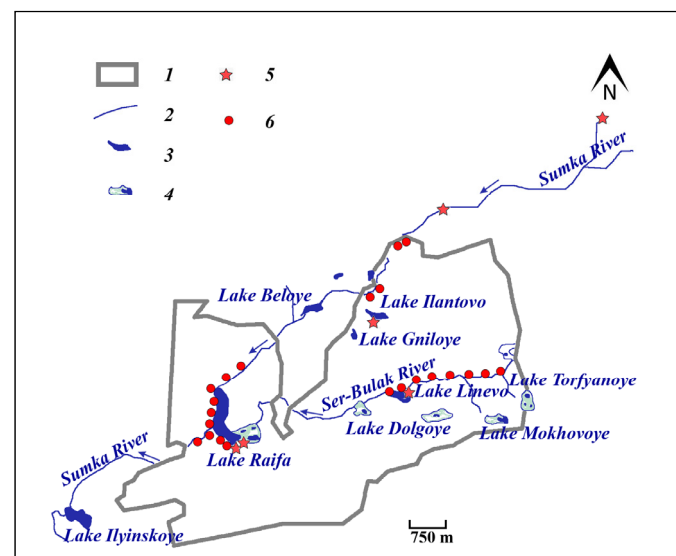 1
5
2
6
3
4
N
Sumka River
Lake Beloye
Lake Ilantovo
Lake Gniloye
Ser-Bulak River
Lake Linevo
Lake Torfyanoye
Lake Dolgoye
Lake Mokhovoye
Lake Raifa
Sumka River
Lake Ilyinskoye
750 m